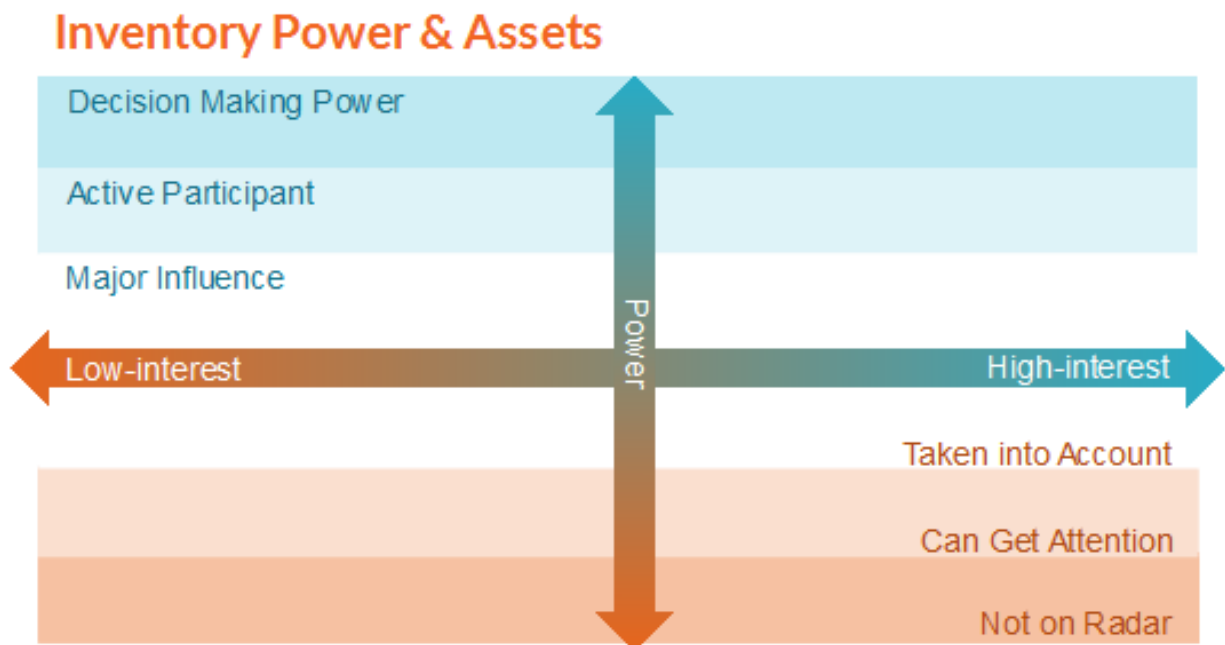 Inventory Power & Assets
Decision Making Power
Active Participant
Major Influence
Power
Low-interest
High-interest
Taken into Account
Can Get Attention
Not on Radar